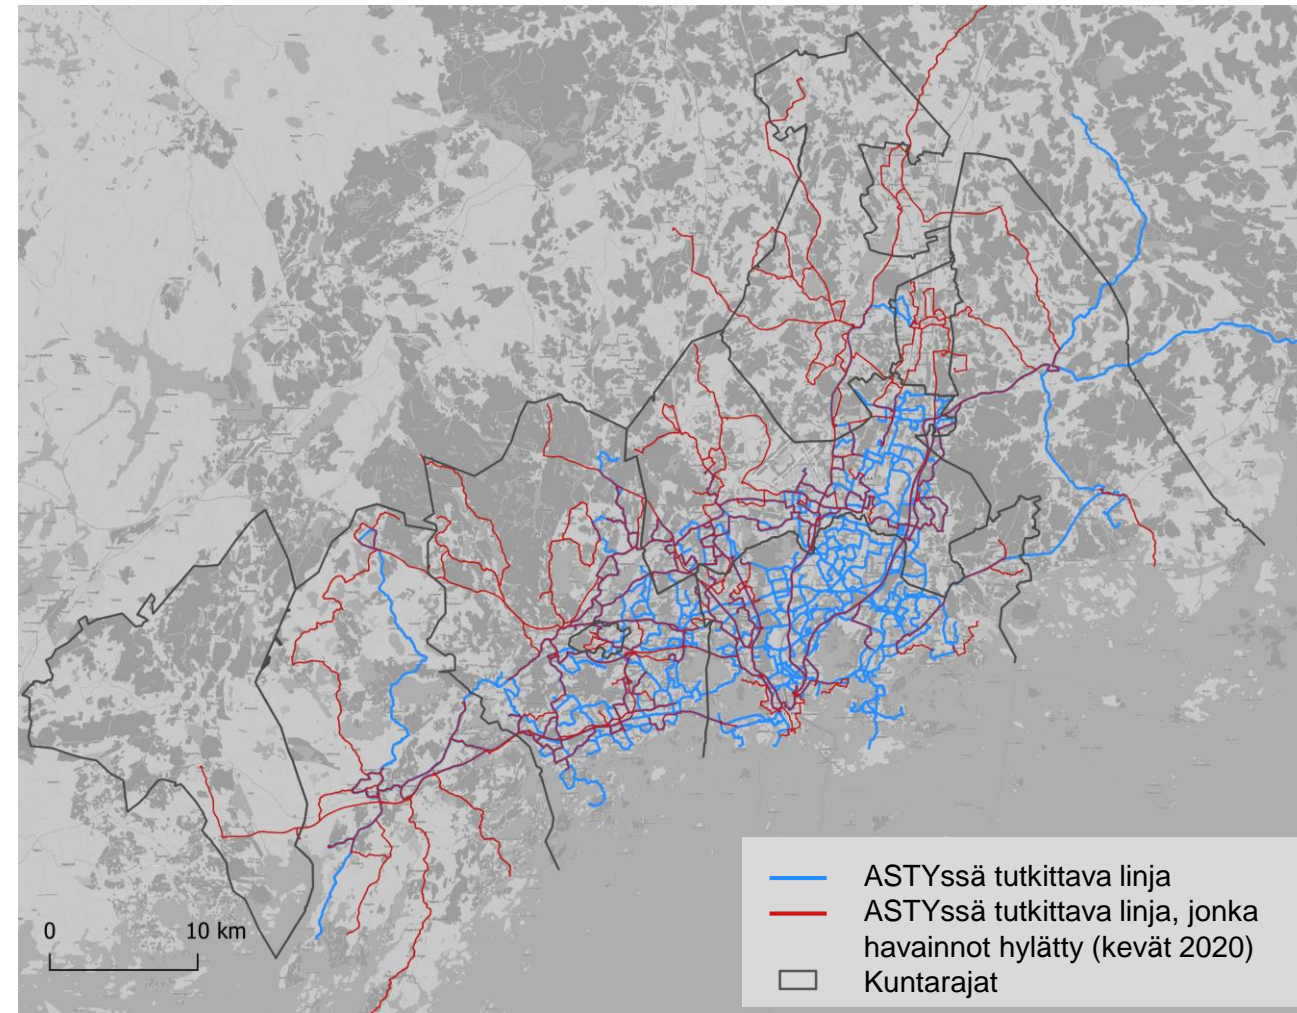 ASTYssä tutkittava linja
ASTYssä tutkittava linja, jonka
havainnot hylätty (kevät 2020)
Kuntarajat
0 10 km